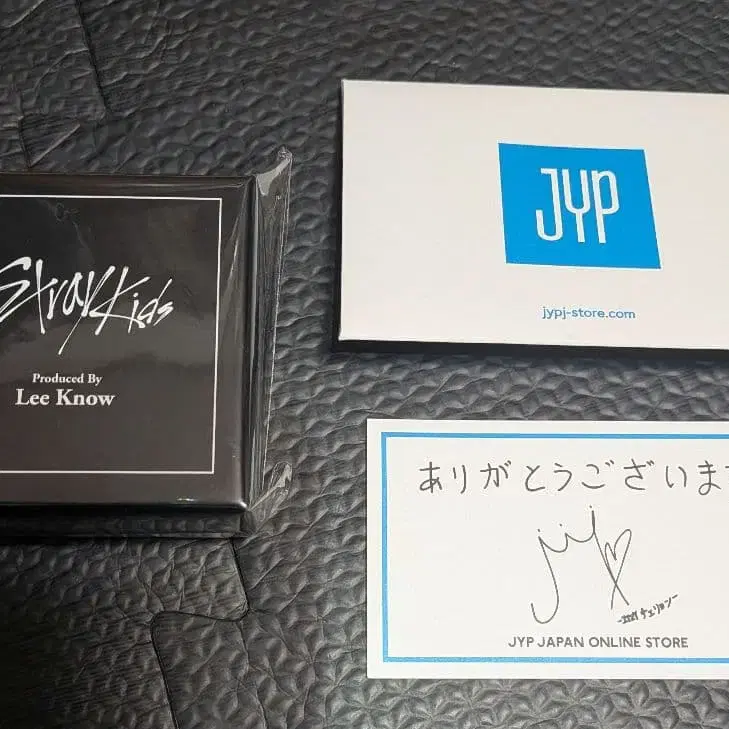 Stray Kids
Produced By
Lee Know
JYP
jypj-store.com
ありがとうございます
JYP JAPAN ONLINE STORE